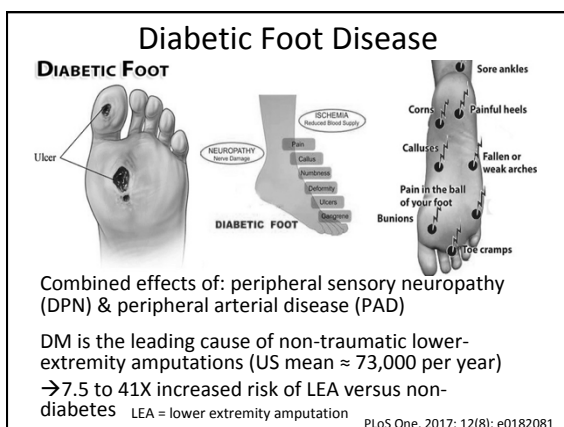 Diabetic Foot Disease
DIABETIC FOOT
Ulcer
NEUROPATHY
Nerve Damage
ISCHEMIA
Reduced Blood Supply
Pain
Callus
Numbness
Deformity
Ulcers
Gangrene
DIABETIC FOOT
Sore ankles
Corns
Painful heels
Calluses
Fallen or
weak arches
Pain in the ball
of your foot
Bunions
Toe cramps
Combined effects of: peripheral sensory neuropathy
(DPN) & peripheral arterial disease (PAD)
DM is the leading cause of non-traumatic lower-
extremity amputations (US mean ≈ 73,000 per year)
→7.5 to 41X increased risk of LEA versus non-
diabetes LEA = lower extremity amputation
PLoS One. 2017; 12(8): e0182081